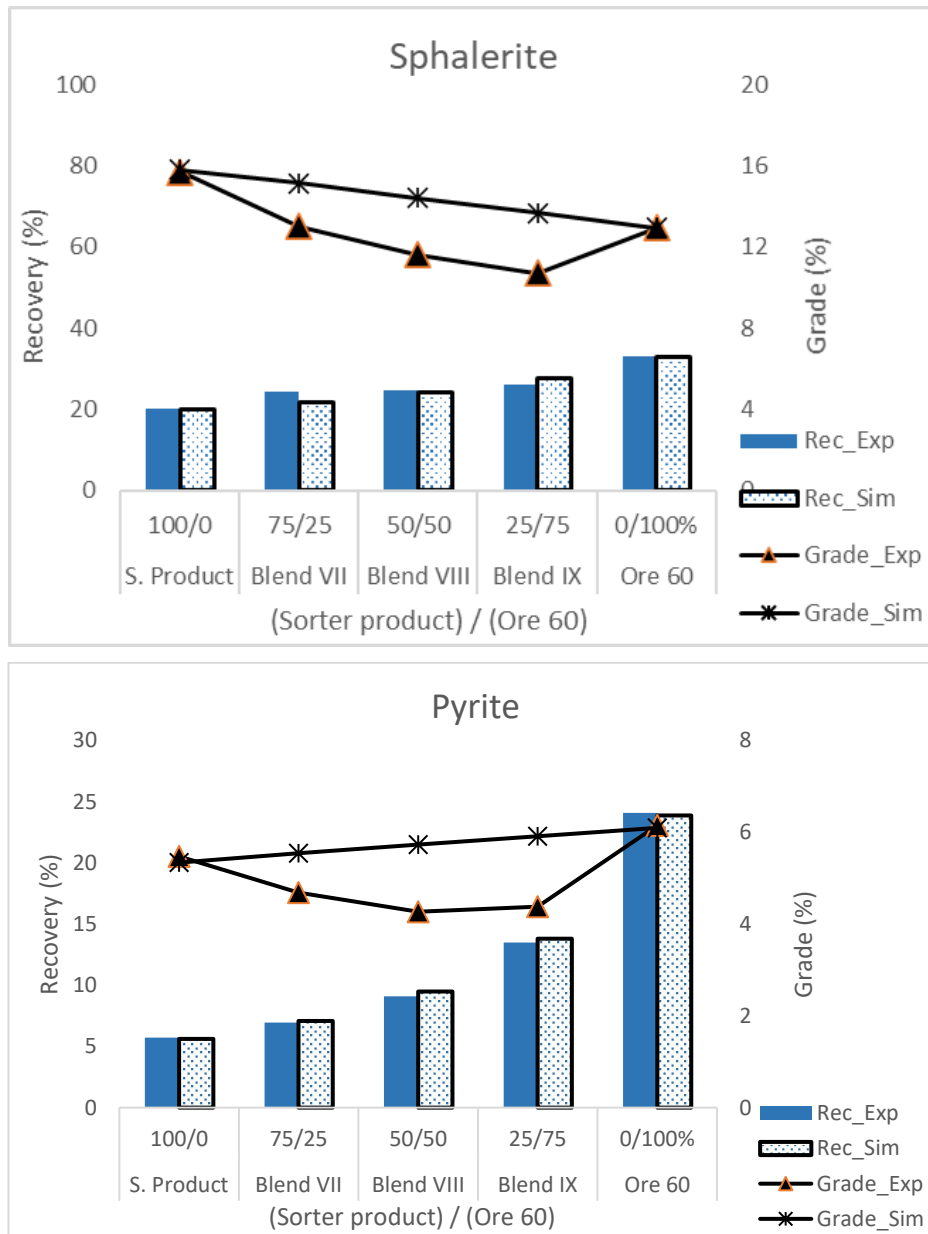 Sphalerite
100
80
60
40
20
0
Recovery (%)
20
16
12
8
4
0
Grade (%)
100/0 75/25 50/50 25/75 0/100%
S. Product Blend VII Blend VIII Blend IX Ore 60
(Sorter product) / (Ore 60)
Rec_Exp
Rec_Sim
Grade_Exp
Grade_Sim
Pyrite
30
25
20
15
10
5
0
Recovery (%)
8
6
4
2
0
Grade (%)
100/0 75/25 50/50 25/75 0/100%
S. Product Blend VII Blend VIII Blend IX Ore 60
(Sorter product) / (Ore 60)
Rec_Exp
Rec_Sim
Grade_Exp
Grade_Sim